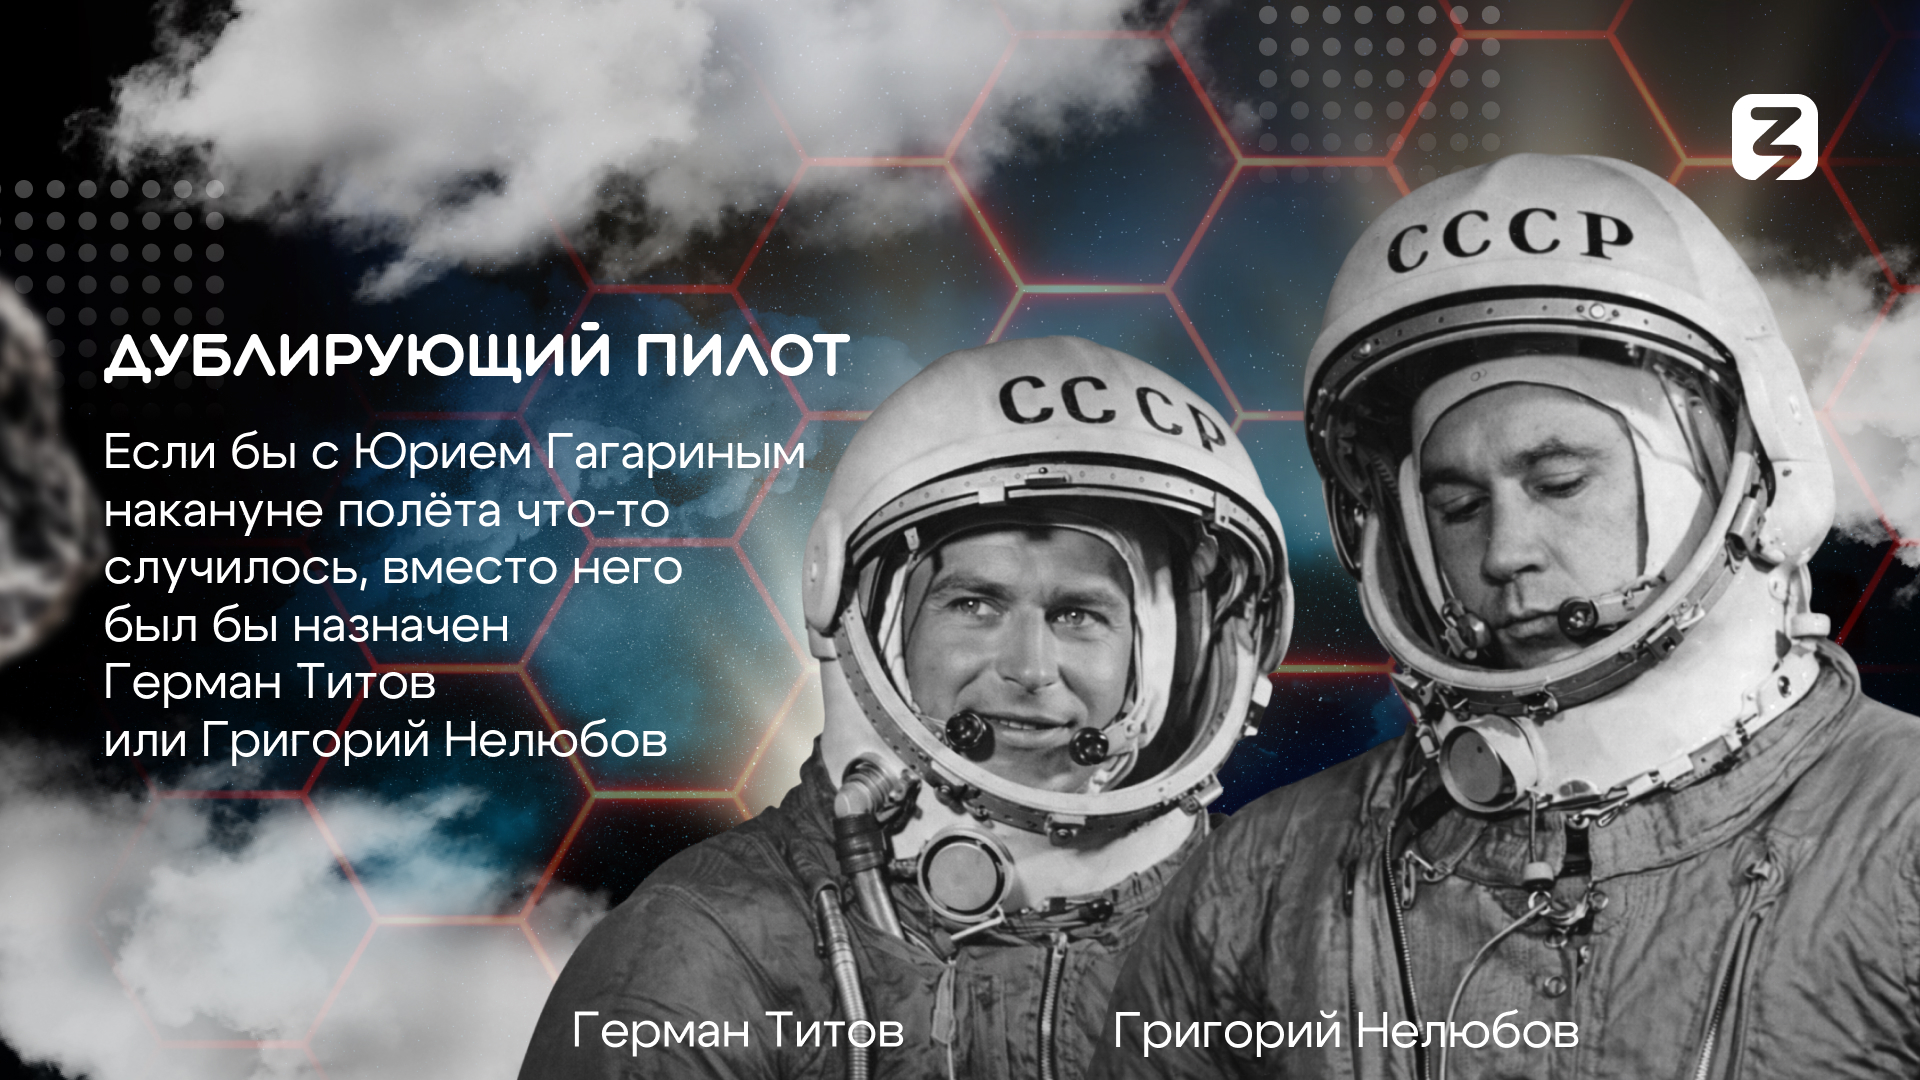 СССР
СССР
ДУБЛИРУЮЩИЙ ПИЛОТ
Если бы с Юрием Гагариным
накануне полёта что-то
случилось, вместо него
был бы назначен
Герман Титов
или Григорий Нелюбов
Герман Титов
Григорий Нелюбов